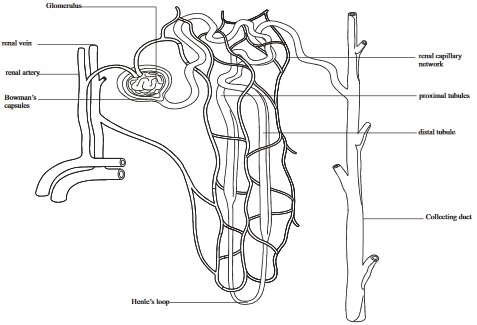 Glomerulus
renal vein
renal artery
Bowman's
capsules
renal capillary
network
proximal tubules
distal tubule
Collecting duct
Henle's loop